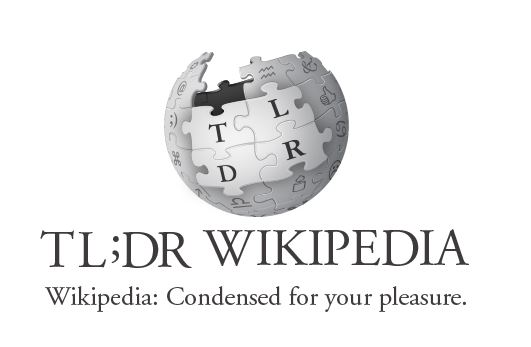 T L
D R
TL;DR WIKIPEDIA
Wikipedia: Condensed for your pleasure.